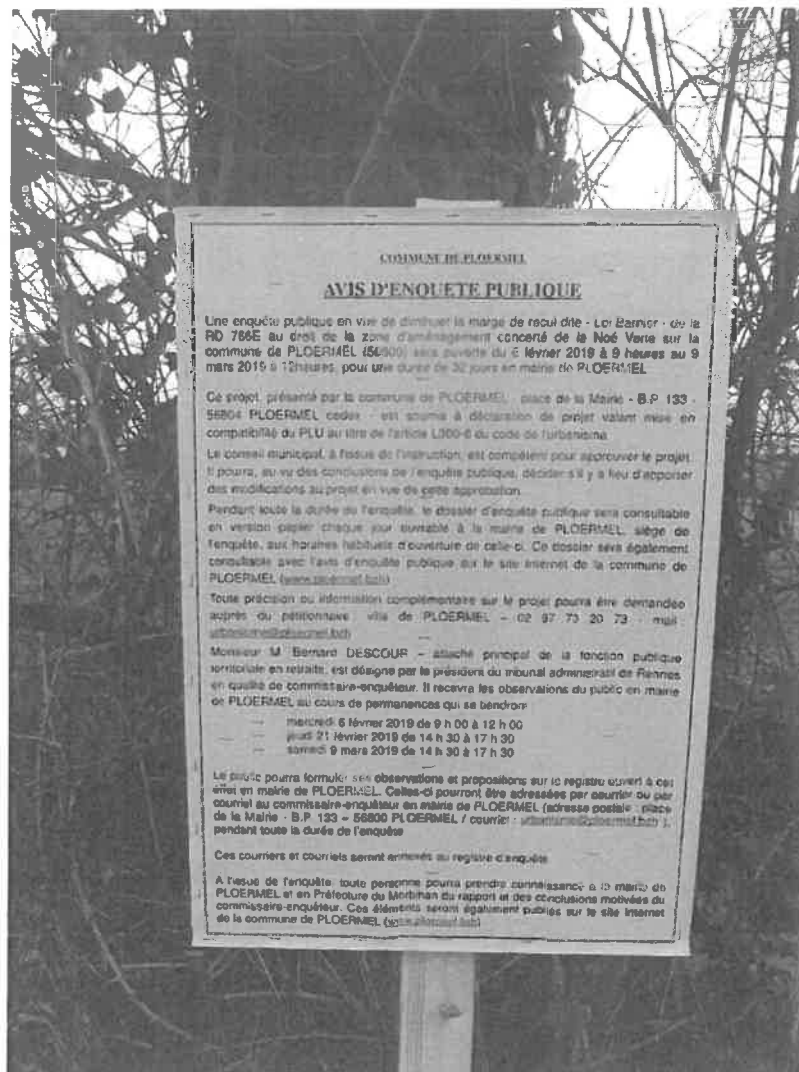 COMMUNE DE PLOERMEL
AVIS D'ENQUETE PUBLIQUE
Une enquête publique en vue de diminuer la marge de recul dite - Loi Barnier - de la
RD 766E au droit de la zone d'aménagement concerté de la Noé Verte sur la
commune de PLOERMEL (56800) sera ouverte du 6 février 2019 à 9 heures au 9
mars 2019 à 12heures, pour une durée de 32 jours en mairie de PLOERMEL
Ce projet, présenté par la commune de PLOERMEL place de la Mairie - B.P 133 -
56804 PLOERMEL cedex - est soumis à déclaration de projet valant mise en
compatibilité du PLU au titre de l'article L300-6 du code de l'urbanisme.
Le conseil municipal, à l'issue de l'instruction, est compétent pour approuver le projet.
Il pourra, au vu des conclusions de l'enquête publique, décider s'il y a lieu d'apporter
des modifications au projet en vue de cette approbation.
Pendant toute la durée de l'enquête, le dossier d'enquête publique sera consultable
en version papier chaque jour ouvrable à la mairie de PLOERMEL, siège de
l'enquête, aux horaires habituels d'ouverture de celle-ci. Ce dossier sera également
consultable avec l'avis d'enquête publique sur le site internet de la commune de
PLOERMEL (www.ploermel.bzh)
Toute précision ou information complémentaire sur le projet pourra être demandée
auprès du pétitionnaire ville de PLOERMEL – 02 97 73 20 73 - mail :
urbanisme@ploermel.bzh
Monsieur M. Bernard DESCOUR – attaché principal de la fonction publique
territoriale en retraite, est désigné par le président du tribunal administratif de Rennes
en qualité de commissaire-enquêteur. Il recevra les observations du public en mairie
de PLOERMEL au cours de permanences qui se tiendront
— mercredi 6 février 2019 de 9 h 00 à 12 h 00
— jeudi 21 février 2019 de 14 h 30 à 17 h 30
— samedi 9 mars 2019 de 14 h 30 à 17 h 30
Le public pourra formuler ses observations et propositions sur le registre ouvert à cet
effet en mairie de PLOERMEL. Celles-ci pourront être adressées par courrier ou par
courriel au commissaire-enquêteur en mairie de PLOERMEL (adresse postale : place
de la Mairie - B.P. 133 – 56800 PLOERMEL / courriel : urbanisme@ploermel.bzh ),
pendant toute la durée de l'enquête
Ces courriers et courriels seront annexés au registre d'enquête
A l'issue de l'enquête, toute personne pourra prendre connaissance à la mairie de
PLOERMEL et en Préfecture du Morbihan du rapport et des conclusions motivées du
commissaire-enquêteur. Ces éléments seront également publiés sur le site internet
de la commune de PLOERMEL (www.ploermel.bzh)